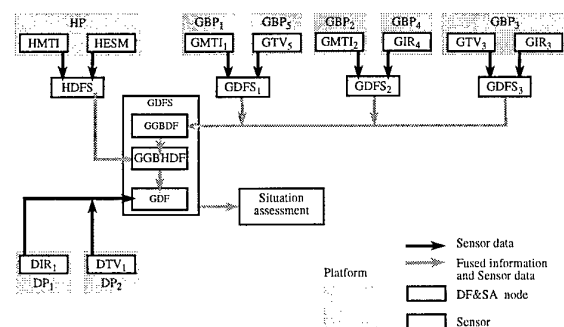 HP GBP1 GBP5 GBP2 GBP4 GBP3
HMTI HESM GMTI1 GTV5 GMTI2 GIR4 GTV3 GIR3
HDFS GDFS1 GDFS2 GDFS3
GDFS
GGBDF
GGBHDF
GDF
Situation
assessment
DIR1 DTV1
DP1 DP2
Platform
Sensor data
Fused information
and Sensor data
DF&SA node
Sensor